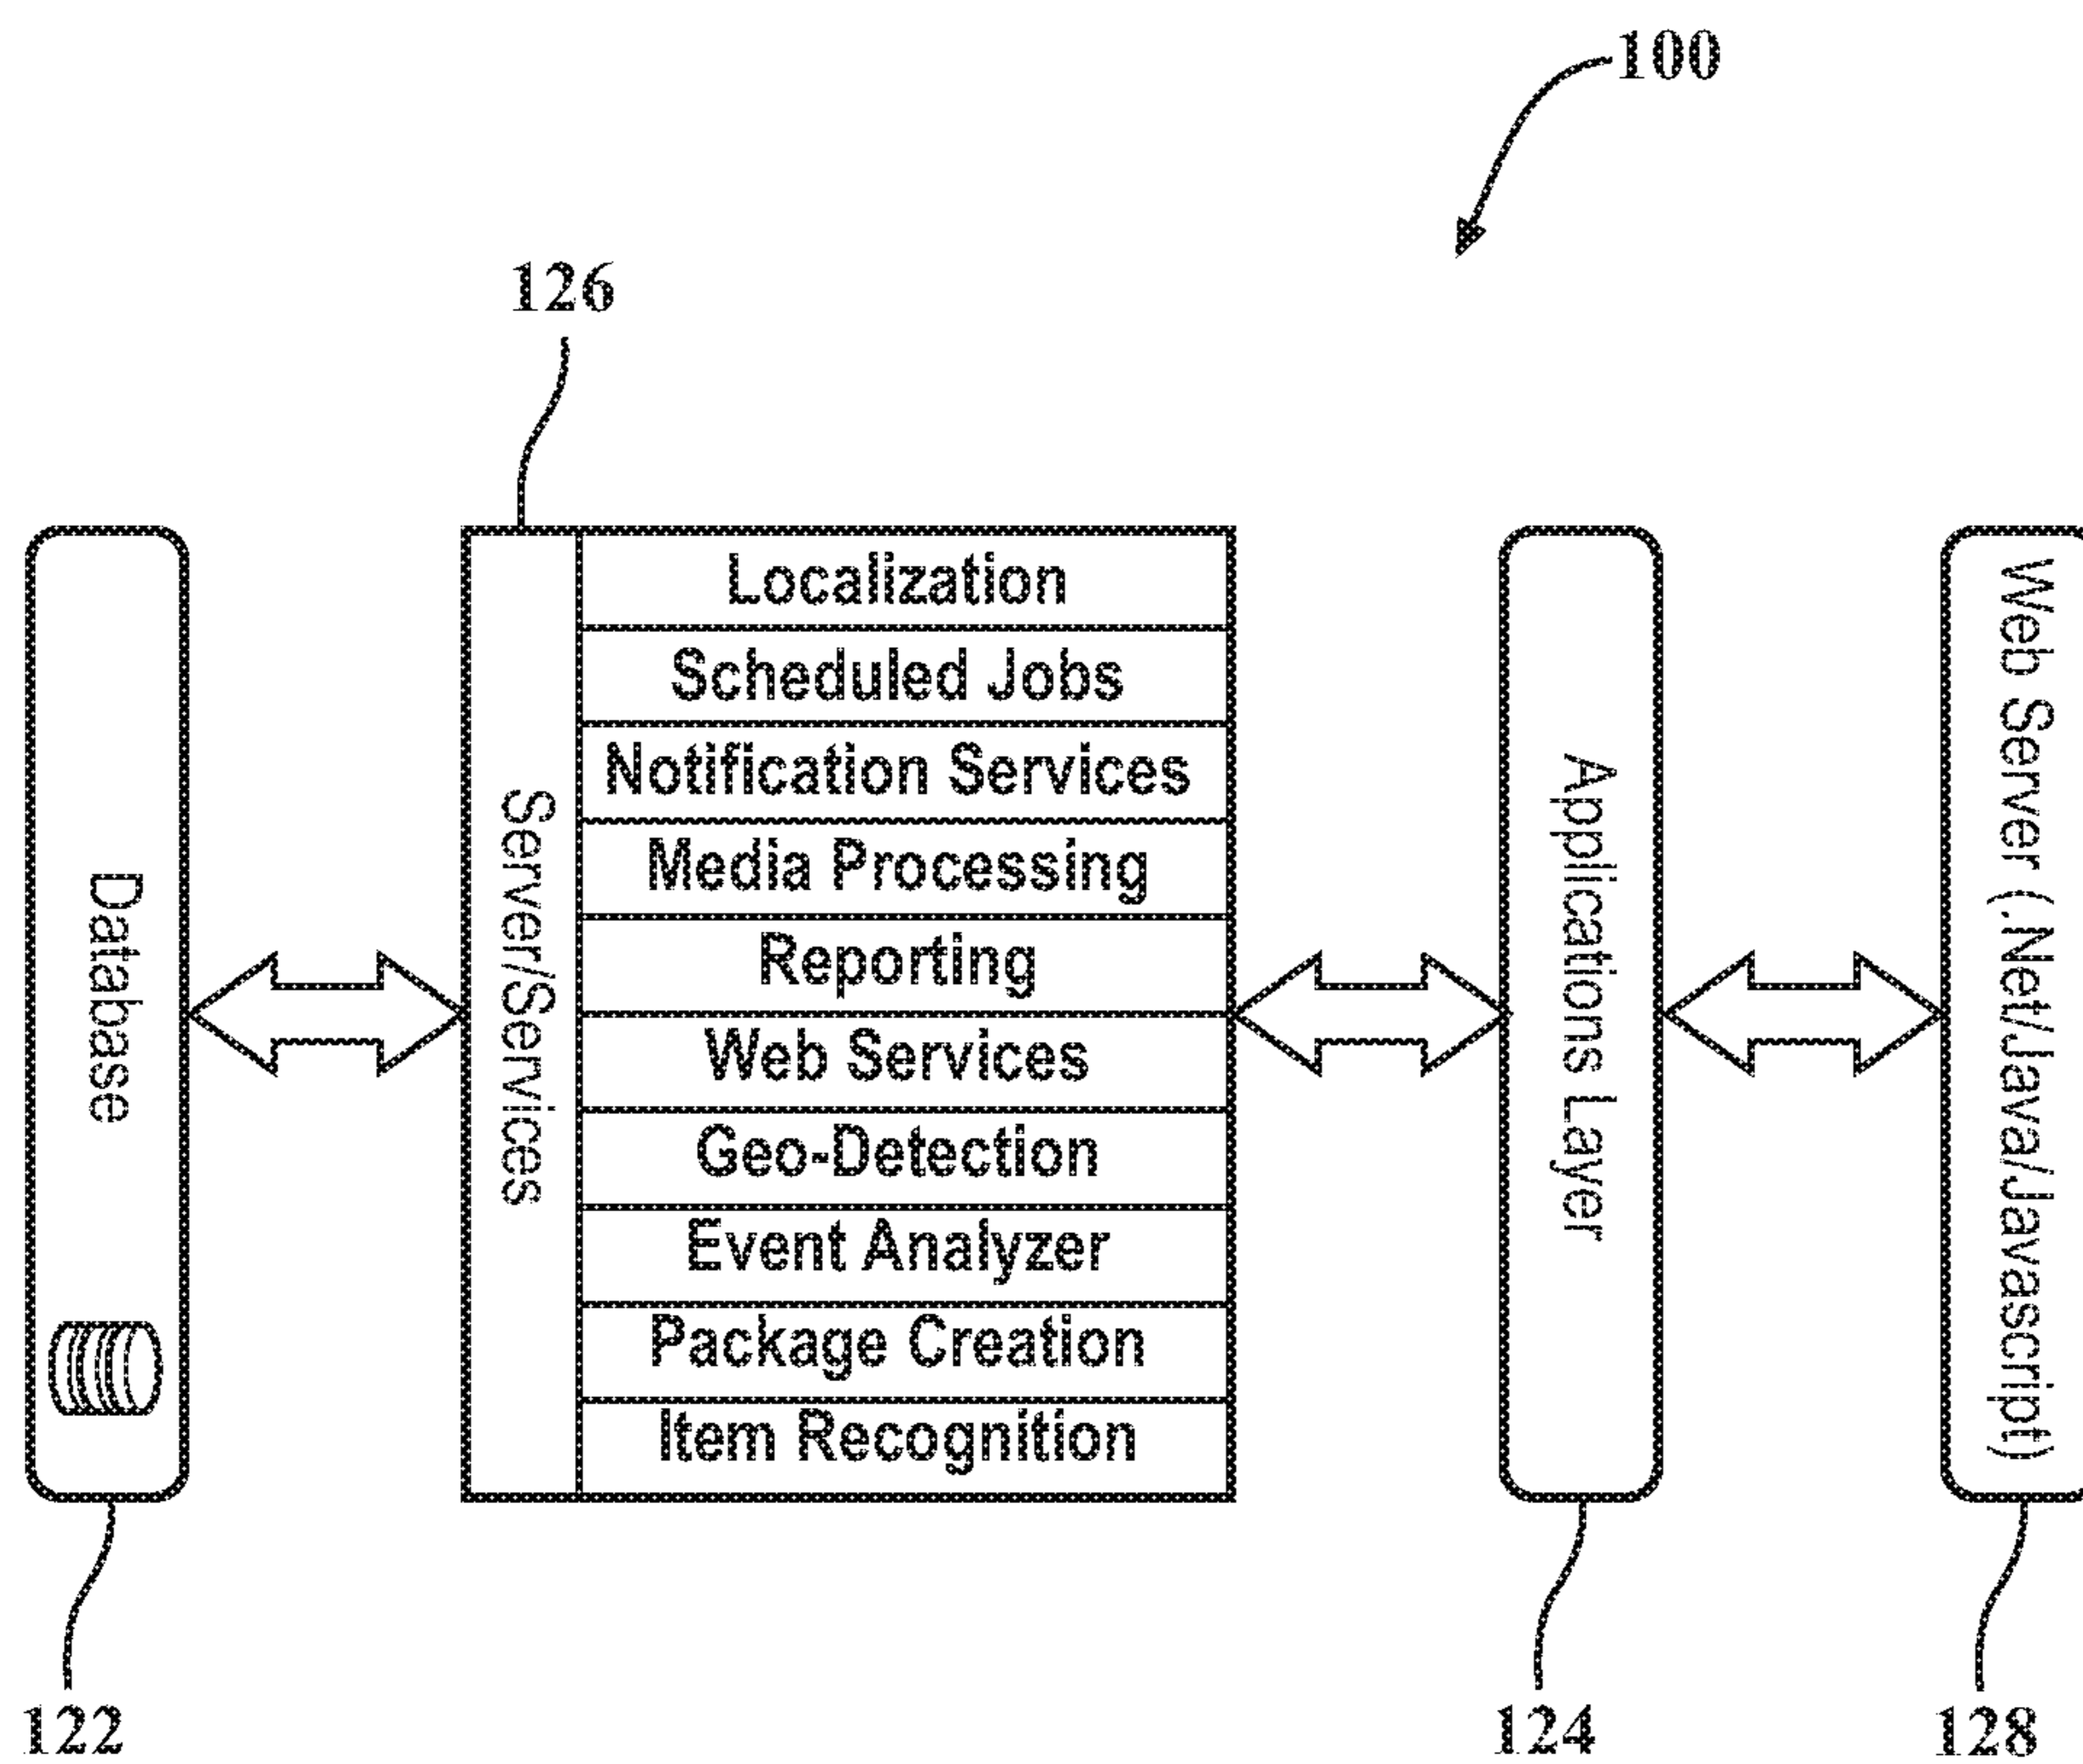 100
126
Database
Server/Services
Localization
Scheduled Jobs
Notification Services
Media Processing
Reporting
Web Services
Geo-Detection
Event Analyzer
Package Creation
Item Recognition
Applications Layer
Web Server (.Net/Java/Javascript)
122
124
128